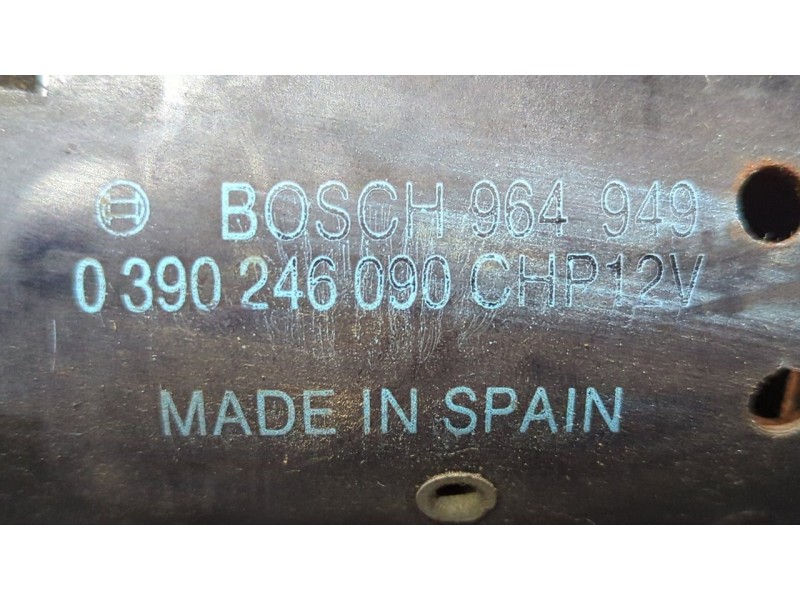 BOSCH 964 949
0 390 246 090 CHP12V
MADE IN SPAIN